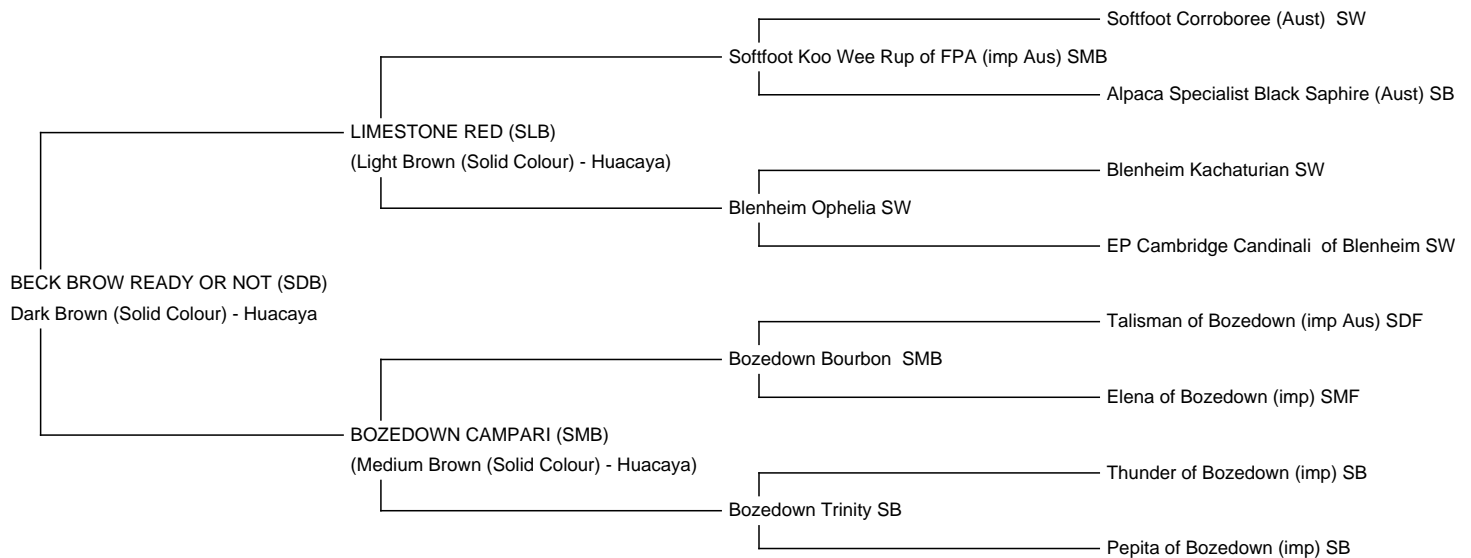 Softfoot Corroboree (Aust)  SW
Softfoot Koo Wee Rup of FPA (imp Aus) SMB
Alpaca Specialist Black Saphire (Aust) SB
LIMESTONE RED (SLB)
(Light Brown (Solid Colour) - Huacaya)
Blenheim Kachaturian SW
Blenheim Ophelia SW
EP Cambridge Candinali  of Blenheim SW
BECK BROW READY OR NOT (SDB)
Dark Brown (Solid Colour) - Huacaya
Talisman of Bozedown (imp Aus) SDF
Bozedown Bourbon  SMB
Elena of Bozedown (imp) SMF
BOZEDOWN CAMPARI (SMB)
(Medium Brown (Solid Colour) - Huacaya)
Thunder of Bozedown (imp) SB
Bozedown Trinity SB
Pepita of Bozedown (imp) SB